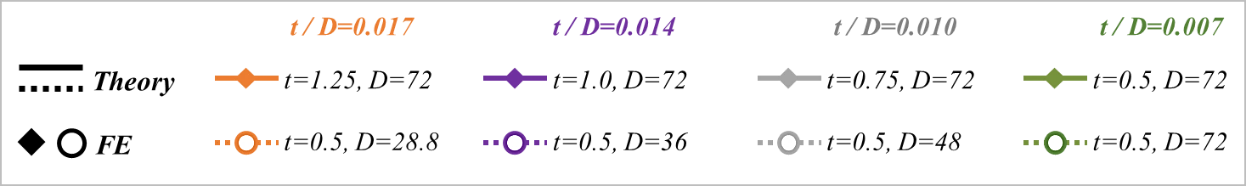 t / D=0.017 t / D=0.014 t / D=0.010 t / D=0.007
Theory t=1.25, D=72 t=1.0, D=72 t=0.75, D=72 t=0.5, D=72
FE t=0.5, D=28.8 t=0.5, D=36 t=0.5, D=48 t=0.5, D=72